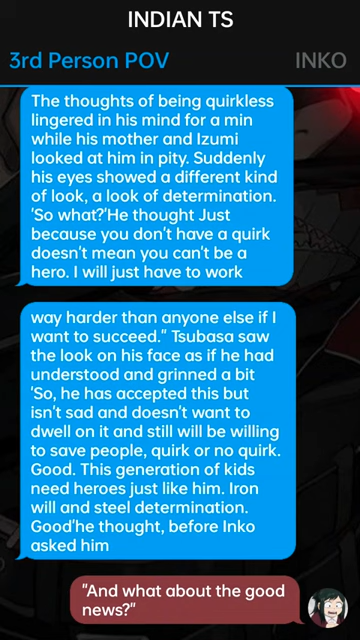 INDIAN TS
3rd Person POV
INKO
The thoughts of being quirkless
lingered in his mind for a min
while his mother and Izumi
looked at him in pity. Suddenly
his eyes showed a different kind
of look, a look of determination.
'So what?'He thought Just
because you don't have a quirk
doesn't mean you can't be a
hero. I will just have to work
way harder than anyone else if I
want to succeed." Tsubasa saw
the look on his face as if he had
understood and grinned a bit
'So, he has accepted this but
isn't sad and doesn't want to
dwell on it and still will be willing
to save people, quirk or no quirk.
Good. This generation of kids
need heroes just like him. Iron
will and steel determination.
Good'he thought, before Inko
asked him
"And what about the good
news?"